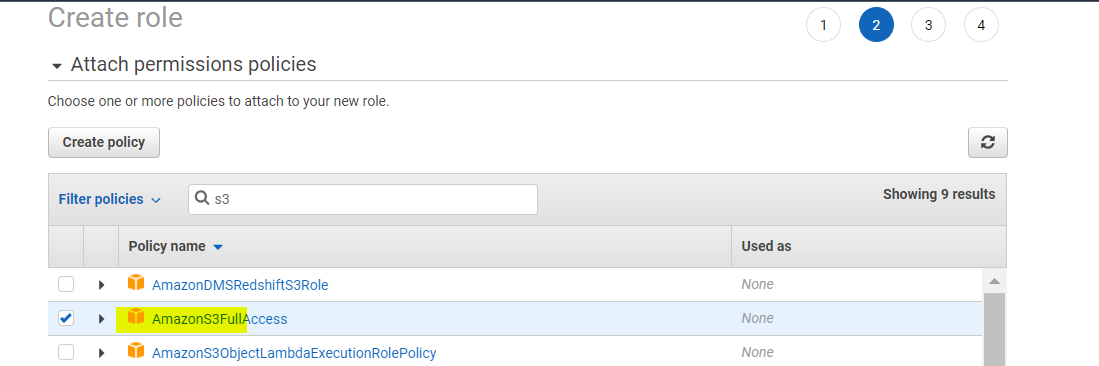 Create role
1 2 3 4
Attach permissions policies
Choose one or more policies to attach to your new role.
Create policy
Filter policies s3 Showing 9 results
Policy name Used as
AmazonDMSRedshiftS3Role None
AmazonS3FullAccess None
AmazonS3ObjectLambdaExecutionRolePolicy None